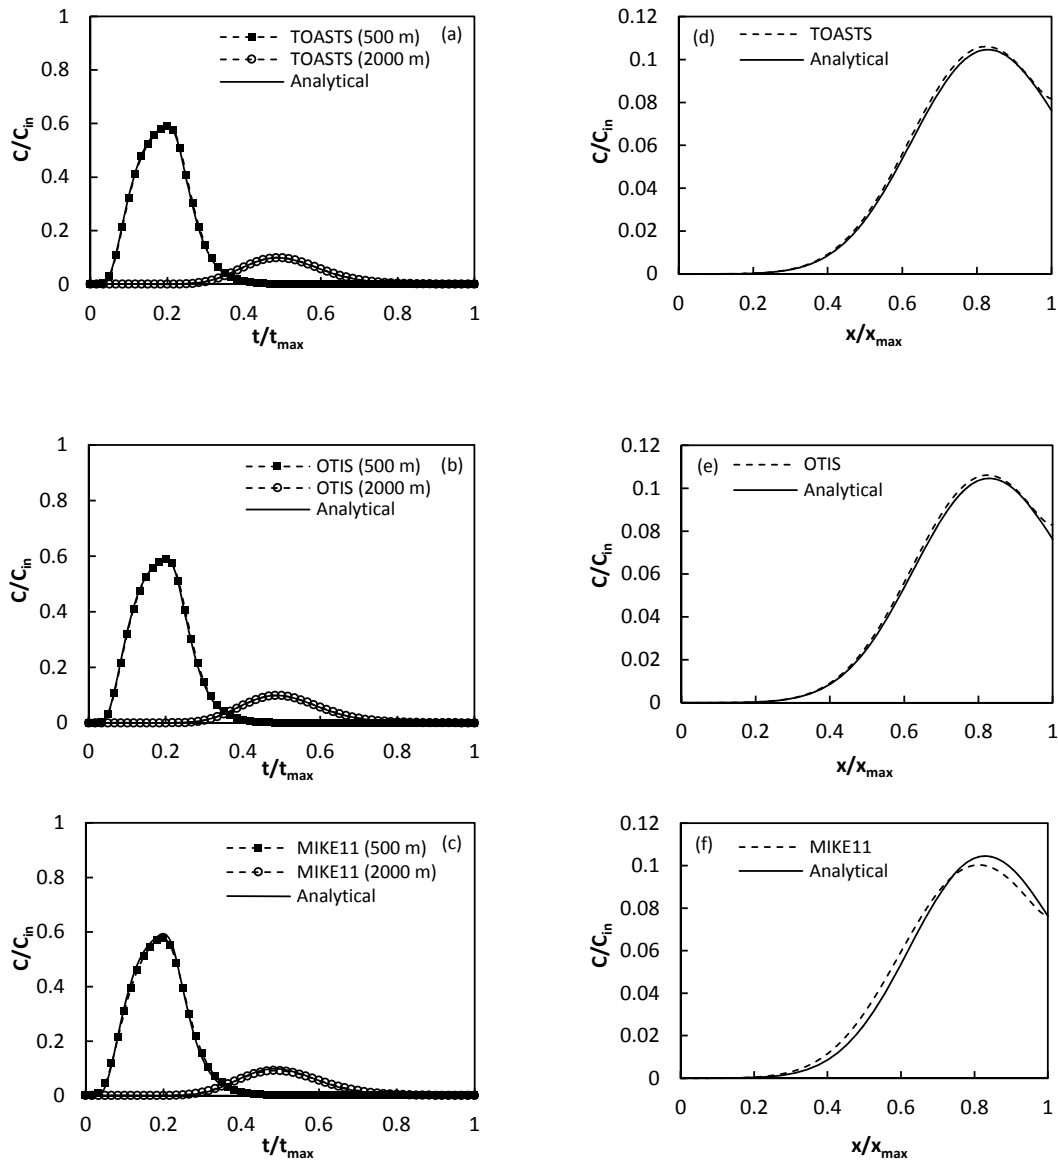 1
0.8
0.6
0.4
0.2
0
C/Cin
TOASTS (500 m)
TOASTS (2000 m)
Analytical
(a)
0 0.2 0.4 0.6 0.8 1
t/tmax
0.12
0.1
0.08
0.06
0.04
0.02
0
C/Cin
(d)
TOASTS
Analytical
0 0.2 0.4 0.6 0.8 1
x/xmax
1
0.8
0.6
0.4
0.2
0
C/Cin
OTIS (500 m)
OTIS (2000 m)
Analytical
(b)
0 0.2 0.4 0.6 0.8 1
t/tmax
0.12
0.1
0.08
0.06
0.04
0.02
0
C/Cin
(e)
OTIS
Analytical
0 0.2 0.4 0.6 0.8 1
x/xmax
1
0.8
0.6
0.4
0.2
0
C/Cin
MIKE11 (500 m)
MIKE11 (2000 m)
Analytical
(c)
0 0.2 0.4 0.6 0.8 1
t/tmax
0.12
0.1
0.08
0.06
0.04
0.02
0
C/Cin
(f)
MIKE11
Analytical
0 0.2 0.4 0.6 0.8 1
x/xmax